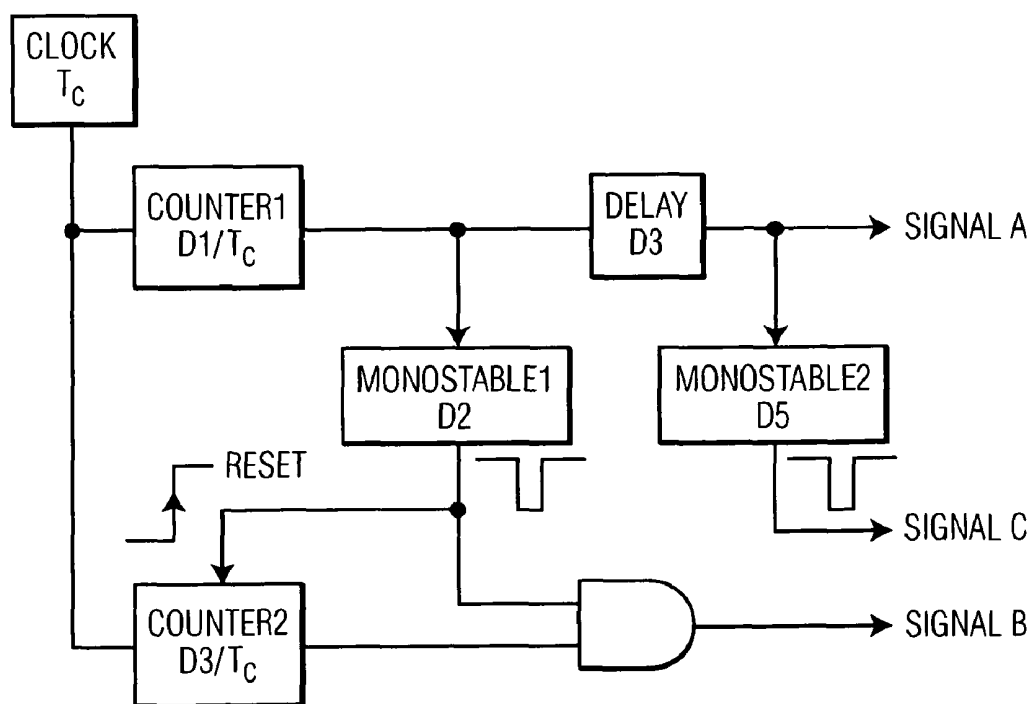 CLOCK
T_C
COUNTER1
D1/T_C
DELAY
D3
SIGNAL A
MONOSTABLE1
D2
MONOSTABLE2
D5
RESET
SIGNAL C
COUNTER2
D3/T_C
SIGNAL B